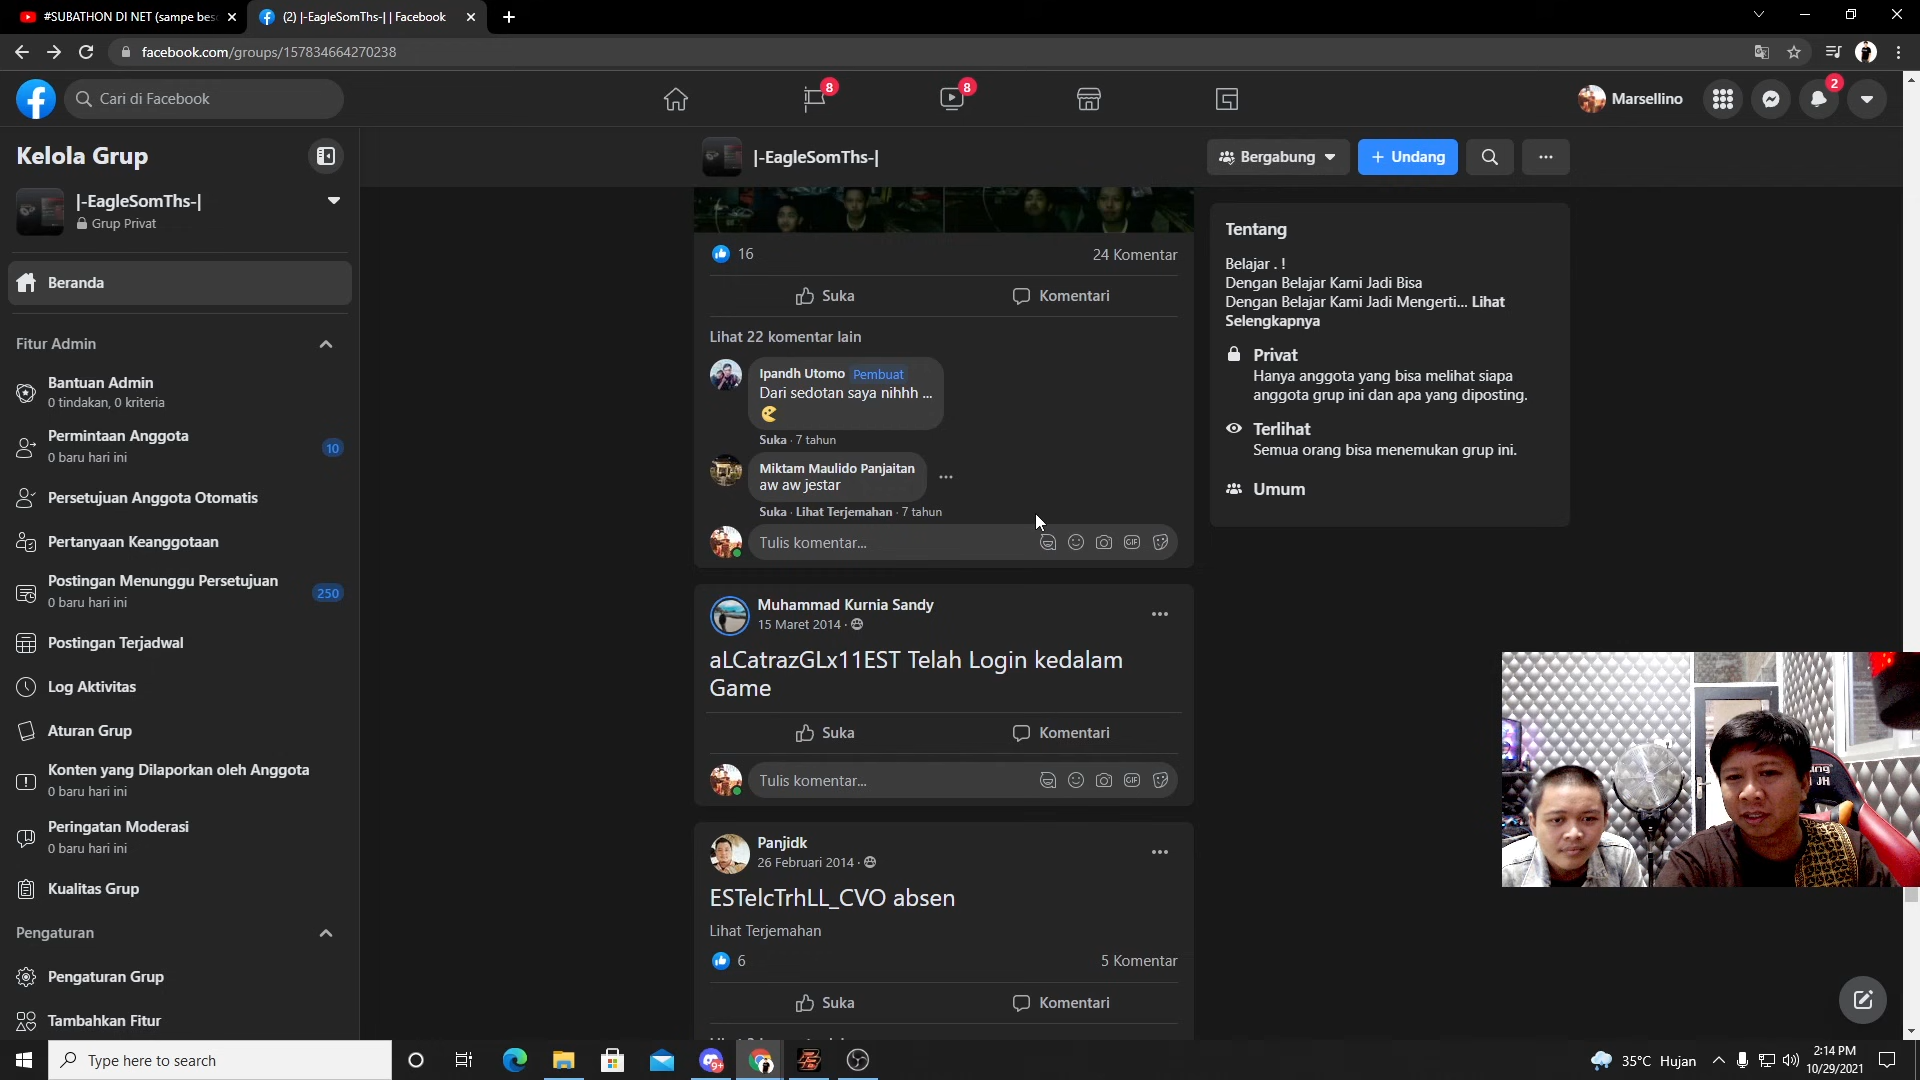 #SUBATHON DI NET (sampe bes
(2) |-EagleSomThs-| | Facebook
facebook.com/groups/157834664270238
Cari di Facebook
8
8
Marsellino
2
Kelola Grup
|-EagleSomThs-|
Grup Privat
Beranda
Fitur Admin
Bantuan Admin
0 tindakan, 0 kriteria
Permintaan Anggota
0 baru hari ini
10
Persetujuan Anggota Otomatis
Pertanyaan Keanggotaan
Postingan Menunggu Persetujuan
0 baru hari ini
250
Postingan Terjadwal
Log Aktivitas
Aturan Grup
Konten yang Dilaporkan oleh Anggota
0 baru hari ini
Peringatan Moderasi
0 baru hari ini
Kualitas Grup
Pengaturan
Pengaturan Grup
Tambahkan Fitur
|-EagleSomThs-|
Bergabung
+ Undang
16
24 Komentar
Suka
Komentari
Lihat 22 komentar lain
Ipandh Utomo Pembuat
Dari sedotan saya nihhh ...
Suka · 7 tahun
Miktam Maulido Panjaitan
aw aw jestar
Suka · Lihat Terjemahan · 7 tahun
Tulis komentar...
GIF
Muhammad Kurnia Sandy
15 Maret 2014 ·
aLCatrazGLx11EST Telah Login kedalam
Game
Suka
Komentari
Tulis komentar...
GIF
Panjidk
26 Februari 2014 ·
ESTelcTrhLL_CVO absen
Lihat Terjemahan
6
5 Komentar
Suka
Komentari
Tentang
Belajar . !
Dengan Belajar Kami Jadi Bisa
Dengan Belajar Kami Jadi Mengerti... Lihat
Selengkapnya
Privat
Hanya anggota yang bisa melihat siapa
anggota grup ini dan apa yang diposting.
Terlihat
Semua orang bisa menemukan grup ini.
Umum
Type here to search
9+
35°C Hujan
2:14 PM
10/29/2021